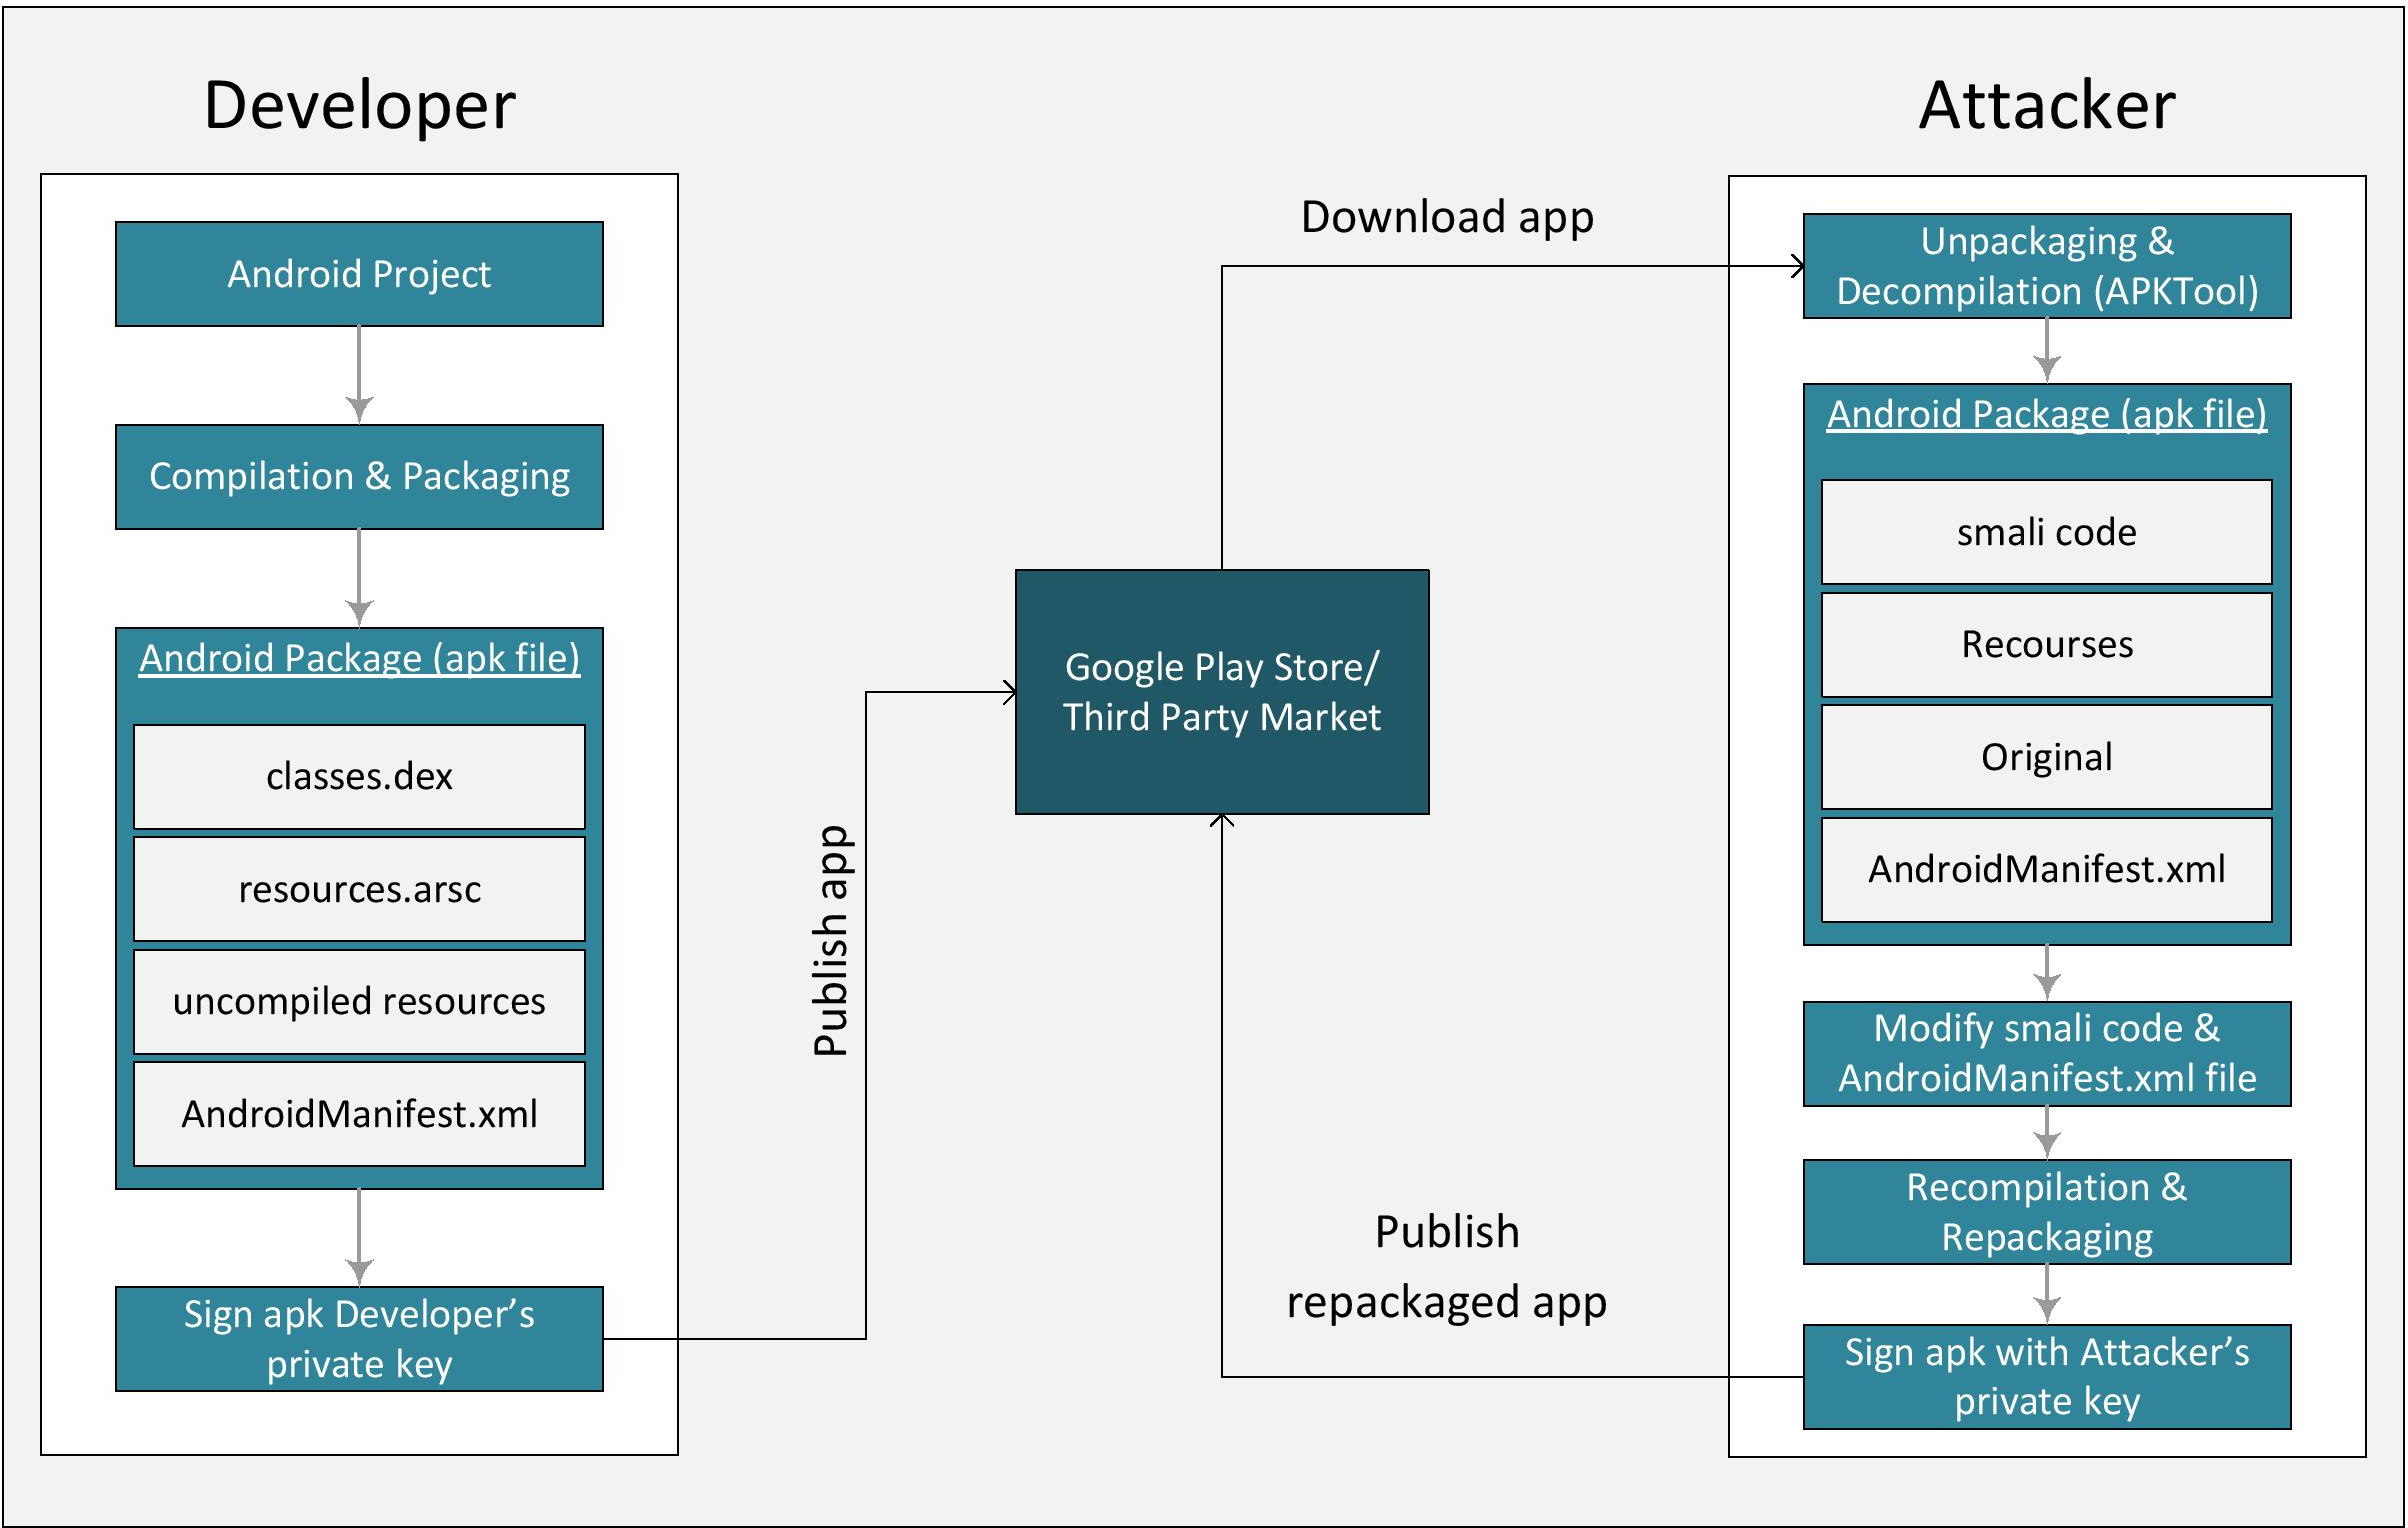 Developer
Android Project
Compilation & Packaging
Android Package (apk file)
classes.dex
resources.arsc
uncompiled resources
AndroidManifest.xml
Sign apk Developer’s
private key
Publish app
Google Play Store/
Third Party Market
Download app
Publish
repackaged app
Attacker
Unpackaging &
Decompilation (APKTool)
Android Package (apk file)
smali code
Recourses
Original
AndroidManifest.xml
Modify smali code &
AndroidManifest.xml file
Recompilation &
Repackaging
Sign apk with Attacker’s
private key